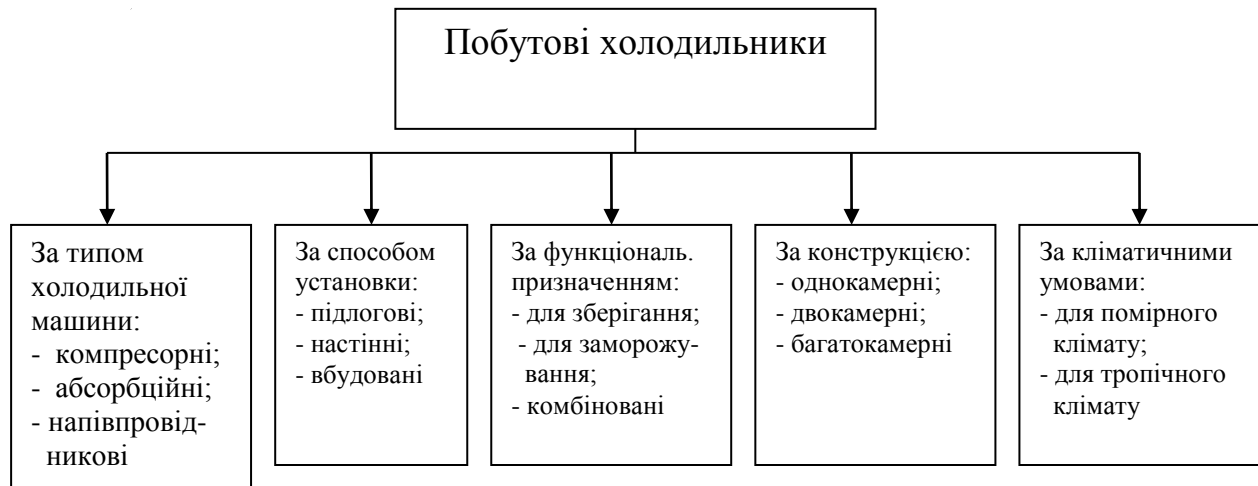 Побутові холодильники
За типом
холодильної
машини:
- компресорні;
- абсорбційні;
- напівпровід-
никові
За способом
установки:
- підлогові;
- настінні;
- вбудовані
За функціональ.
призначенням:
- для зберігання;
- для заморожу-
вання;
- комбіновані
За конструкцією:
- однокамерні;
- двокамерні;
- багатокамерні
За кліматичними
умовами:
- для помірного
клімату;
- для тропічного
клімату